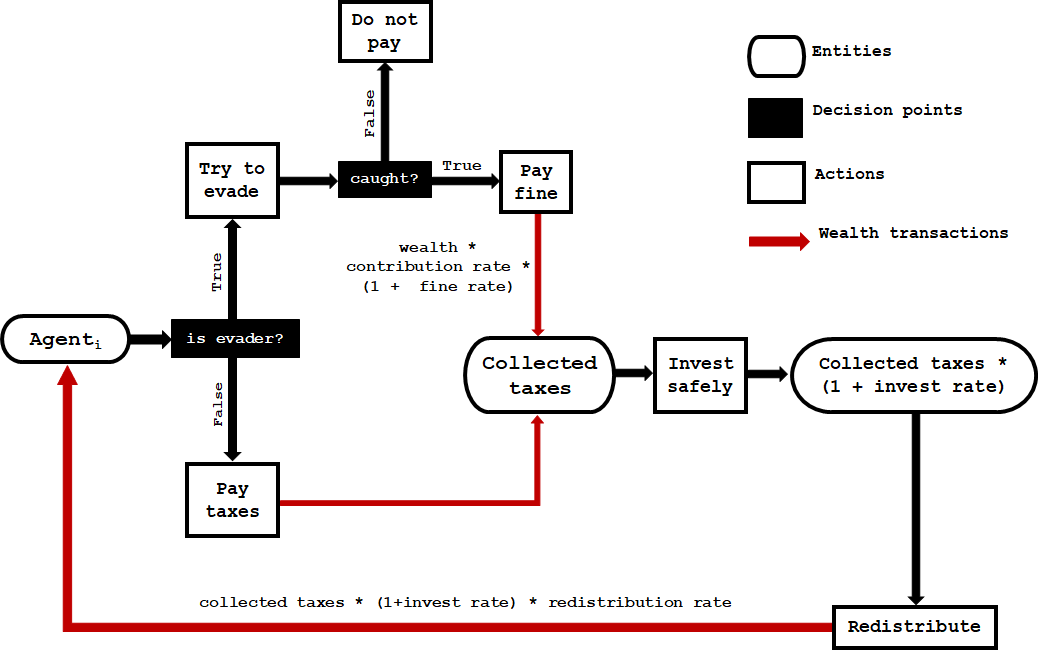 Do not
pay
Entities
Decision points
Actions
Wealth transactions
False
Try to
evade
caught?
True
Pay
fine
wealth *
contribution rate *
(1 +  fine rate)
True
Agentᵢ
is evader?
False
Collected
taxes
Invest
safely
Collected taxes *
(1 + invest rate)
Pay
taxes
collected taxes * (1+invest rate) * redistribution rate
Redistribute